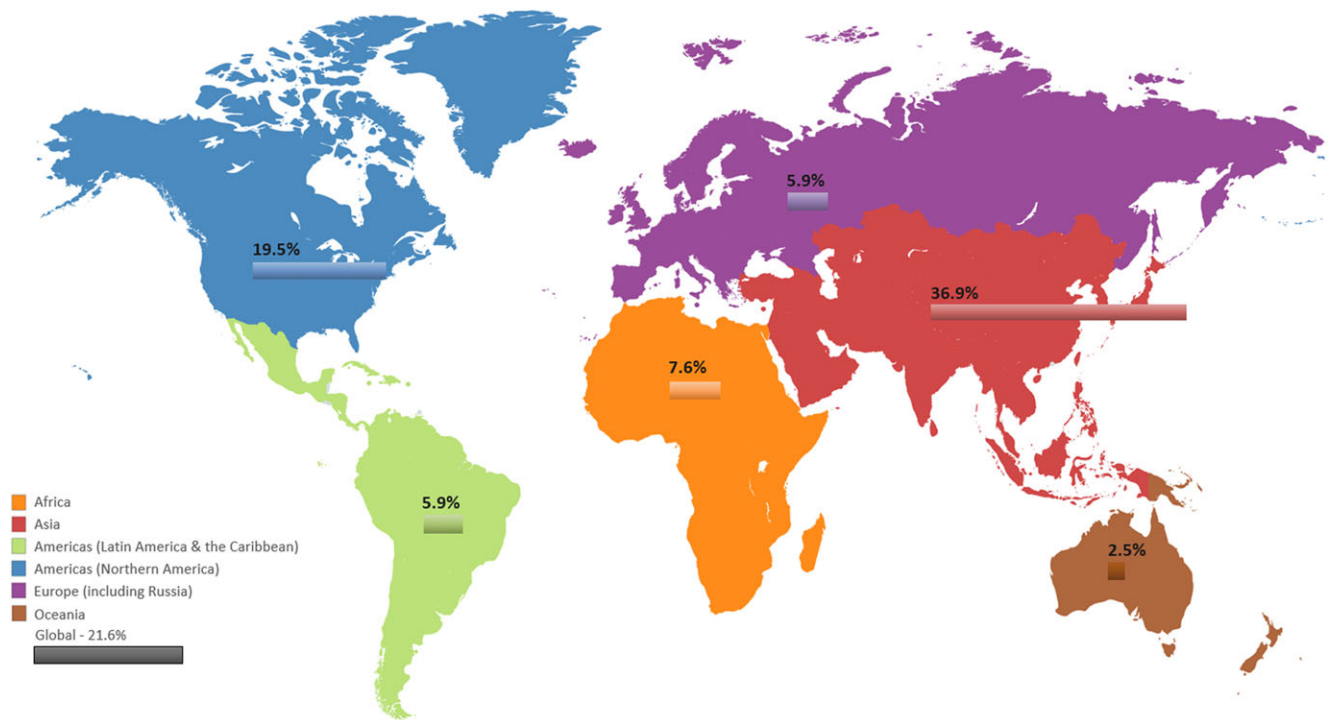 5.9%
19.5%
36.9%
7.6%
5.9%
2.5%
Africa
Asia
Americas (Latin America & the Caribbean)
Americas (Northern America)
Europe (including Russia)
Oceania
Global - 21.6%